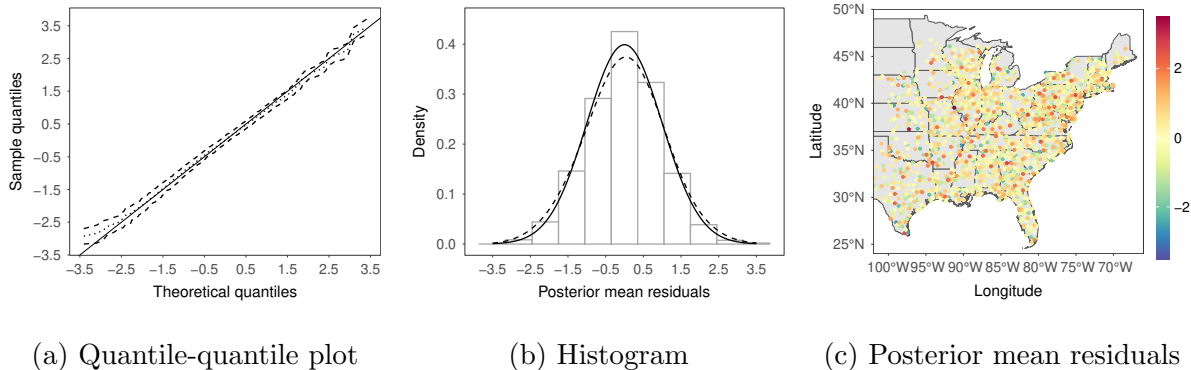 3.5
2.5
1.5
0.5
−0.5
−1.5
−2.5
−3.5
Sample quantiles
−3.5 −2.5 −1.5 −0.5 0.5 1.5 2.5 3.5
Theoretical quantiles
0.4
0.3
0.2
0.1
0.0
Density
−3.5 −2.5 −1.5 −0.5 0.5 1.5 2.5 3.5
Posterior mean residuals
50°N
45°N
40°N
35°N
30°N
25°N
Latitude
100°W 95°W 90°W 85°W 80°W 75°W 70°W
Longitude
2
0
−2
(a) Quantile-quantile plot
(b) Histogram
(c) Posterior mean residuals